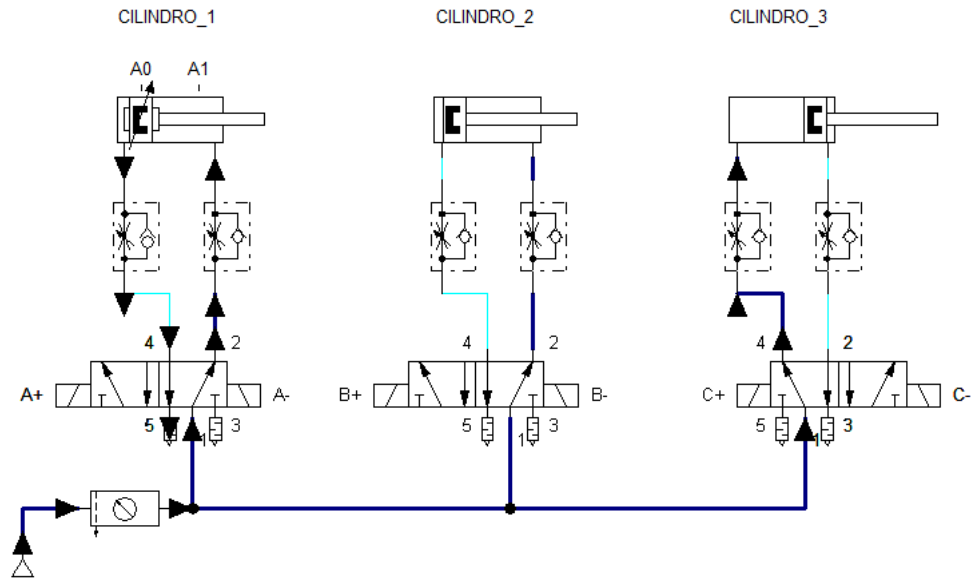 CILINDRO_1 CILINDRO_2 CILINDRO_3
A0 A1
4 2 4 2 4 2
A+ A- B+ B- C+ C-
5 1 3 5 1 3 5 1 3